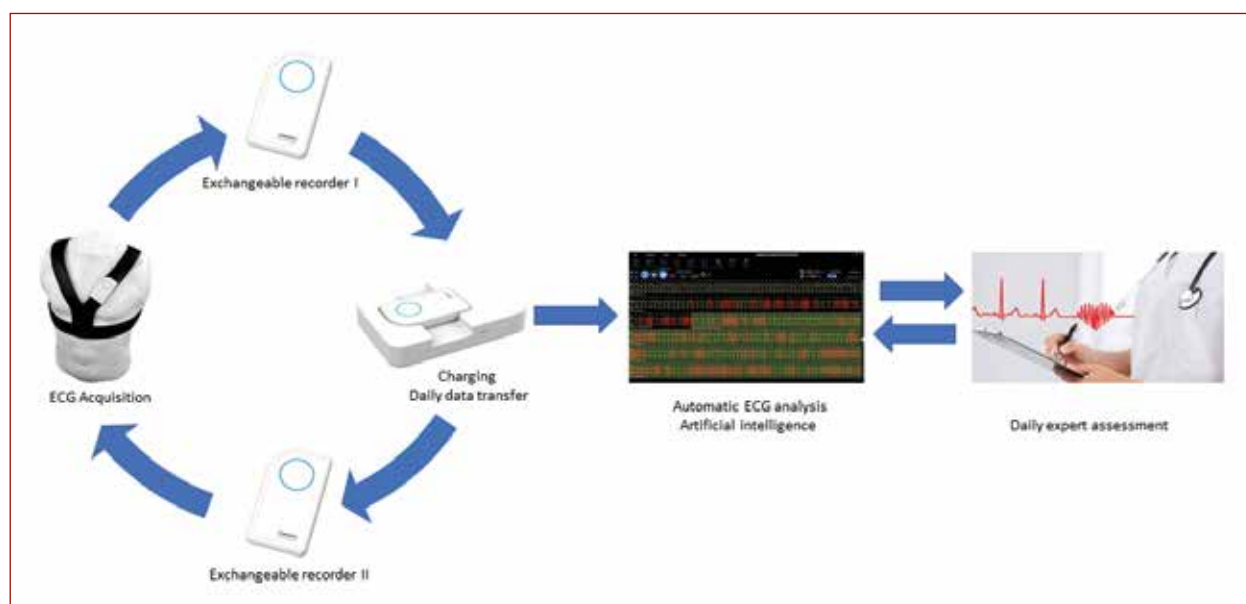 Exchangeable recorder I
ECG Acquisition
Charging
Daily data transfer
Automatic ECG analysis
Artificial intelligence
Daily expert assessment
Exchangeable recorder II